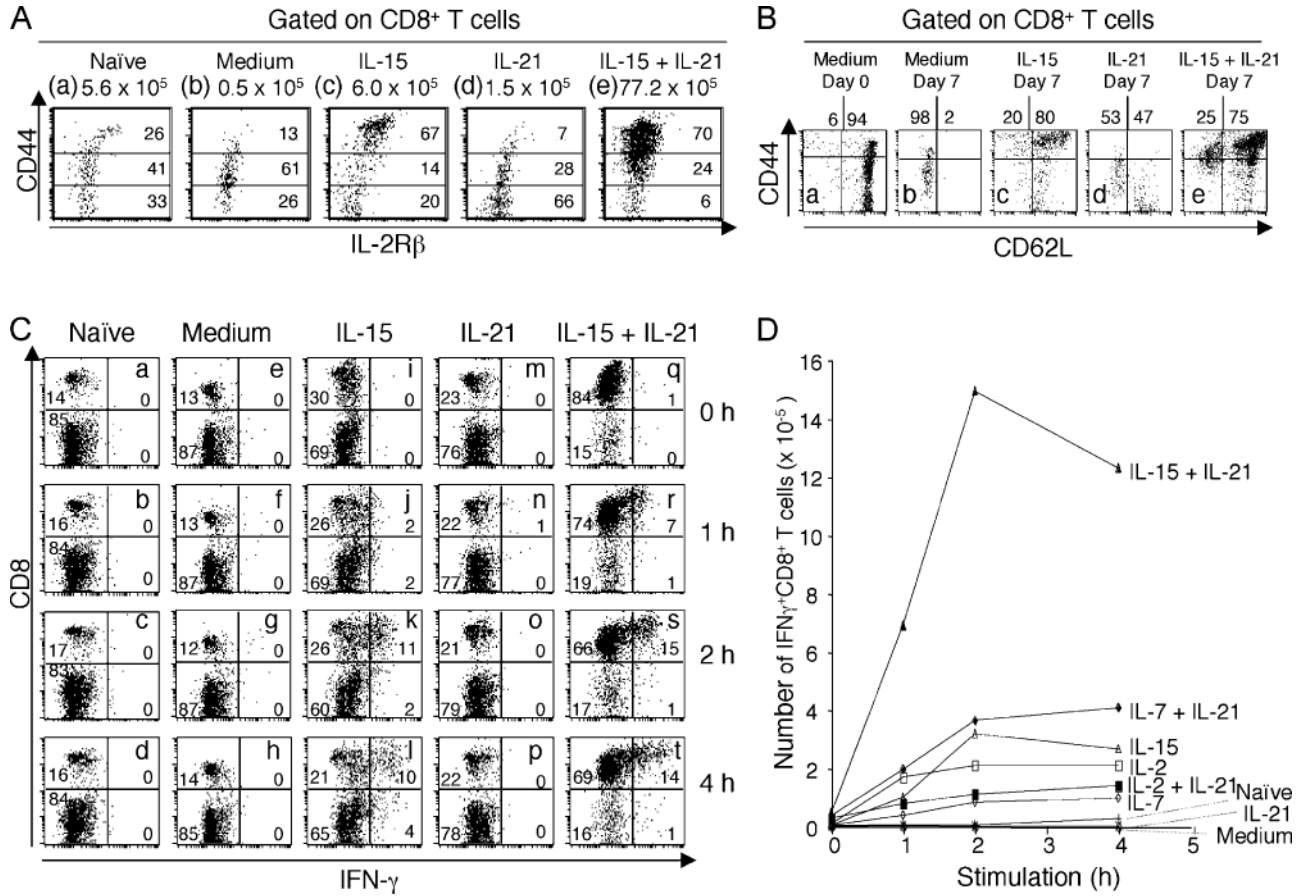 A
Gated on CD8⁺ T cells
Naïve Medium IL-15 IL-21 IL-15 + IL-21
(a) 5.6 x 10⁵ (b) 0.5 x 10⁵ (c) 6.0 x 10⁵ (d) 1.5 x 10⁵ (e) 77.2 x 10⁵
26 13 67 7 70
41 61 14 28 24
33 26 20 66 6
CD44
IL-2Rβ
B
Gated on CD8⁺ T cells
Medium Medium IL-15 IL-21 IL-15 + IL-21
Day 0 Day 7 Day 7 Day 7 Day 7
6 94 98 2 20 80 53 47 25 75
CD44
a b c d e
CD62L
C
Naïve Medium IL-15 IL-21 IL-15 + IL-21
a e i m q
14 0 13 0 30 0 23 0 84 1
0 h
85 0 87 0 69 0 76 0 15 0
b f j n r
16 0 13 0 26 2 22 1 74 7
1 h
84 0 87 0 69 2 77 0 19 1
c g k o s
17 0 12 0 26 11 21 0 66 15
2 h
83 0 87 0 60 2 79 0 17 1
d h l p t
16 0 14 0 21 10 22 0 69 14
4 h
84 0 85 0 65 4 78 0 16 1
CD8
IFN-γ
D
Number of IFNγ⁺CD8⁺ T cells (x 10⁻⁵)
16
14
12
10
8
6
4
2
0
IL-15 + IL-21
IL-7 + IL-21
IL-15
IL-2
IL-2 + IL-21
IL-7
Naïve
IL-21
Medium
0 1 2 3 4 5
Stimulation (h)